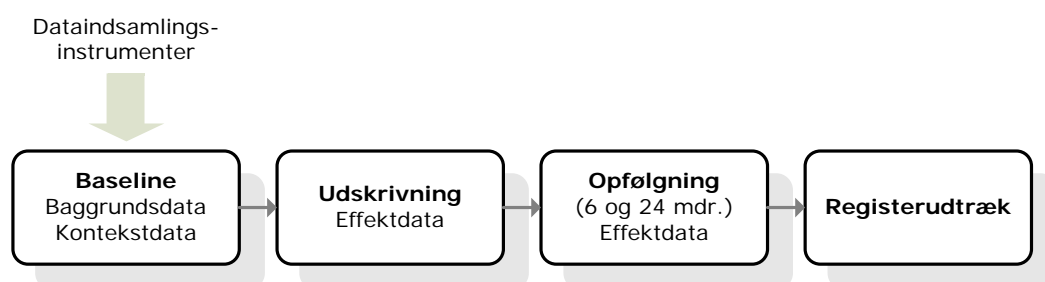 Dataindsamlings-
instrumenter
Baseline
Baggrundsdata
Kontekstdata
Udskrivning
Effektdata
Opfølgning
(6 og 24 mdr.)
Effektdata
Registerudtræk